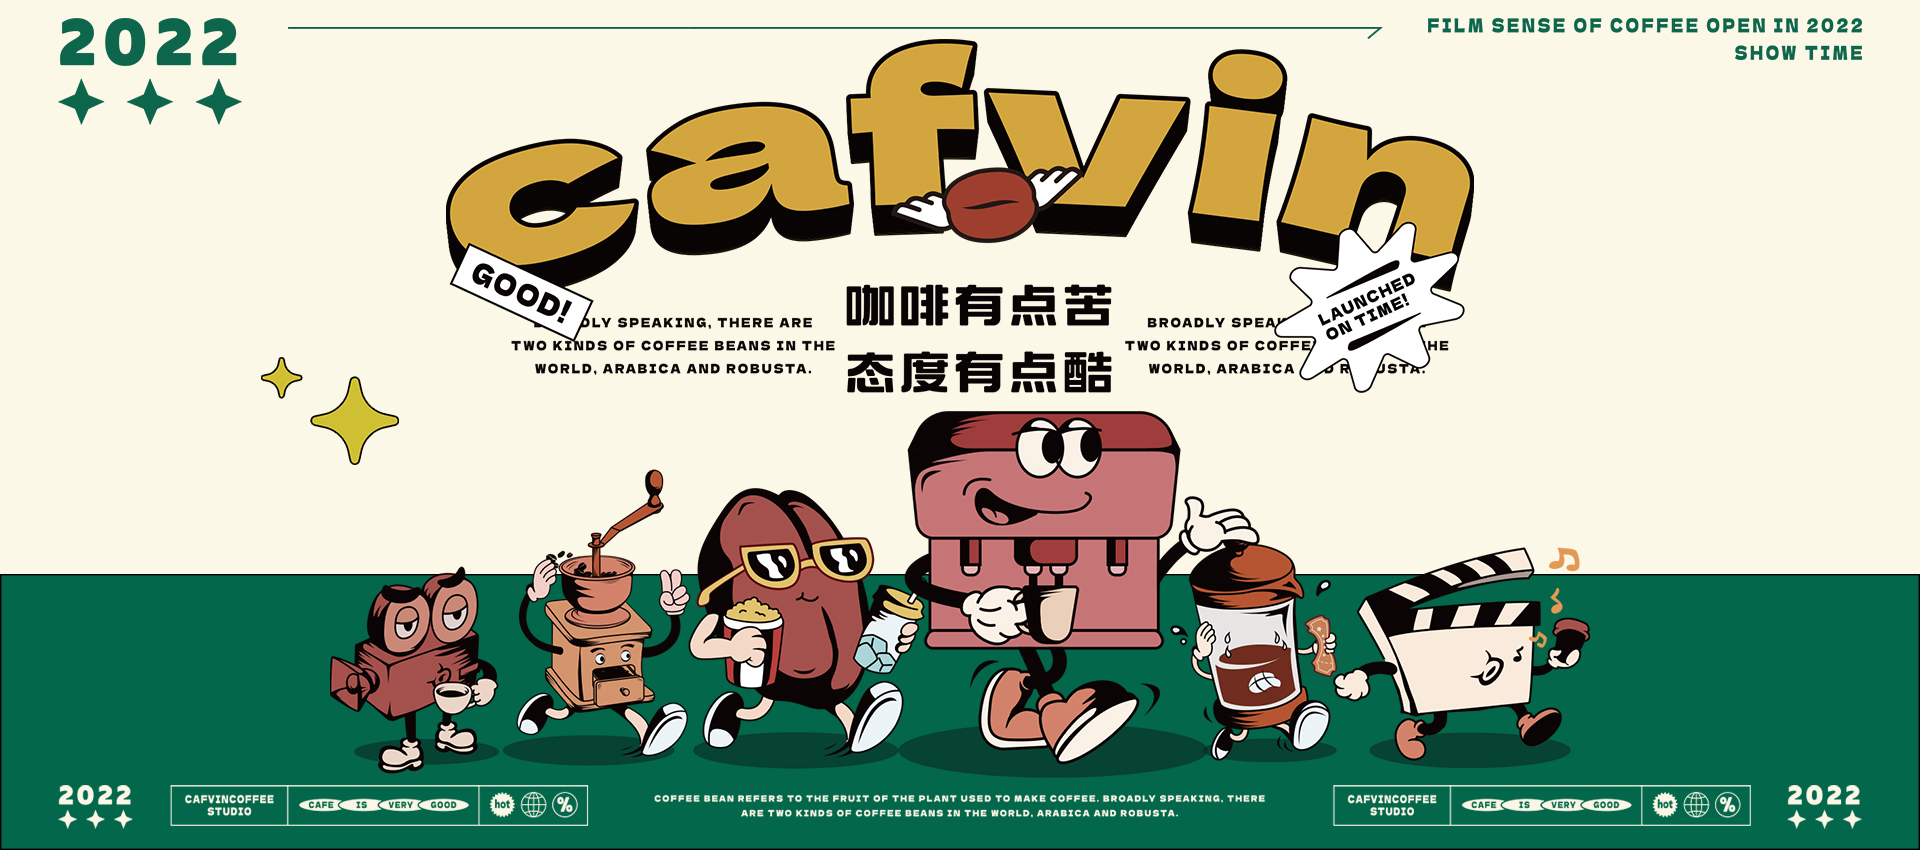 2022
FILM SENSE OF COFFEE OPEN IN 2022
SHOW TIME
cafvin
GOOD!
LAUNCHED
ON TIME!
DLY SPEAKING, THERE ARE
TWO KINDS OF COFFEE BEANS IN THE
WORLD, ARABICA AND ROBUSTA.
咖啡有点苦
态度有点酷
BROADLY SPEAK
TWO KINDS OF COFFE HE
WORLD, ARABICA
2022
CAFVINCOFFEE
STUDIO
CAFE IS VERY GOOD
hot %
COFFEE BEAN REFERS TO THE FRUIT OF THE PLANT USED TO MAKE COFFEE. BROADLY SPEAKING, THERE
ARE TWO KINDS OF COFFEE BEANS IN THE WORLD, ARABICA AND ROBUSTA.
CAFVINCOFFEE
STUDIO
CAFE IS VERY GOOD
hot %
2022